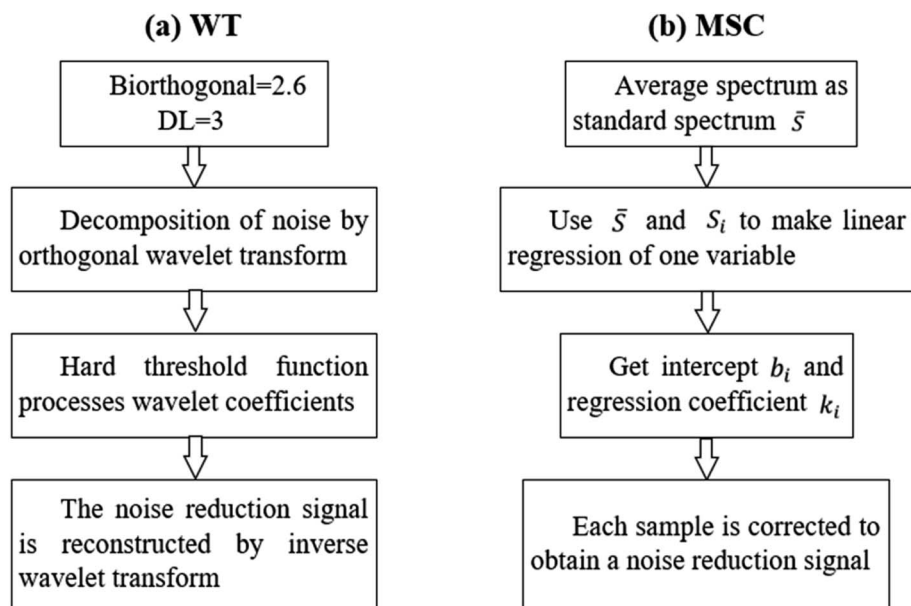 (a) WT
Biorthogonal=2.6
DL=3
Decomposition of noise by
orthogonal wavelet transform
Hard threshold function
processes wavelet coefficients
The noise reduction signal
is reconstructed by inverse
wavelet transform
(b) MSC
Average spectrum as
standard spectrum s̄
Use s̄ and Sᵢ to make linear
regression of one variable
Get intercept bᵢ and
regression coefficient kᵢ
Each sample is corrected to
obtain a noise reduction signal